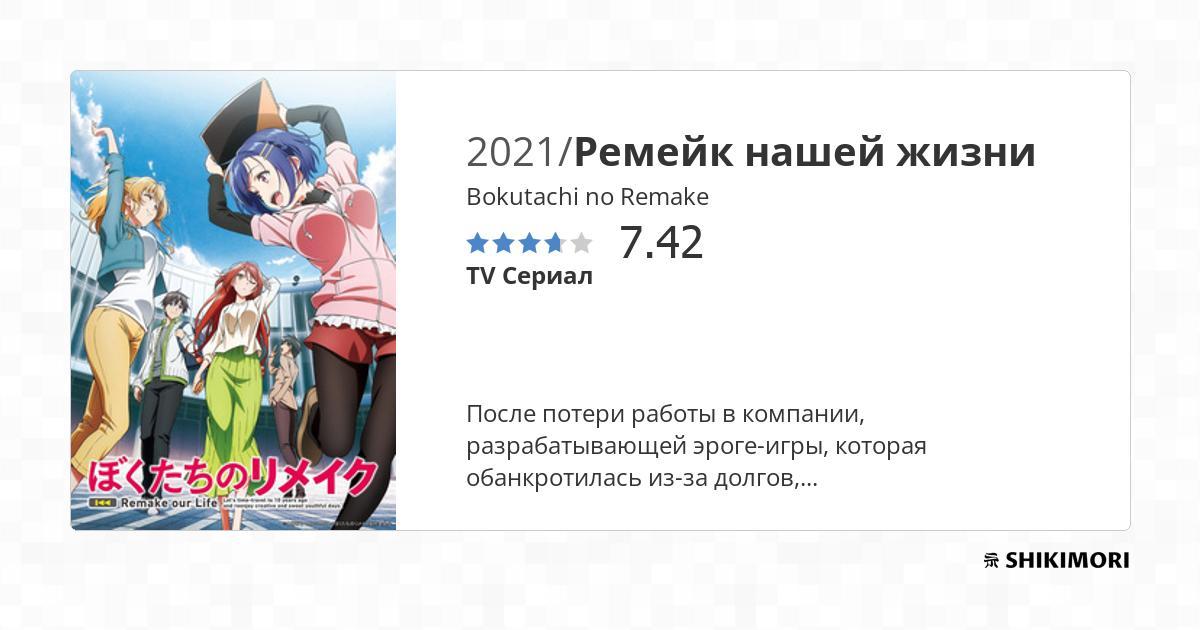 2021/Ремейк нашей жизни
Bokutachi no Remake
7.42
TV Сериал
После потери работы в компании,
разрабатывающей эроге-игры, которая
обанкротилась из-за долгов,...
ぼくたちのリメイク
Remake our Life
Let's time-travel to 10 years ago
and reenjoy creative and sweet youthful days
SHIKIMORI